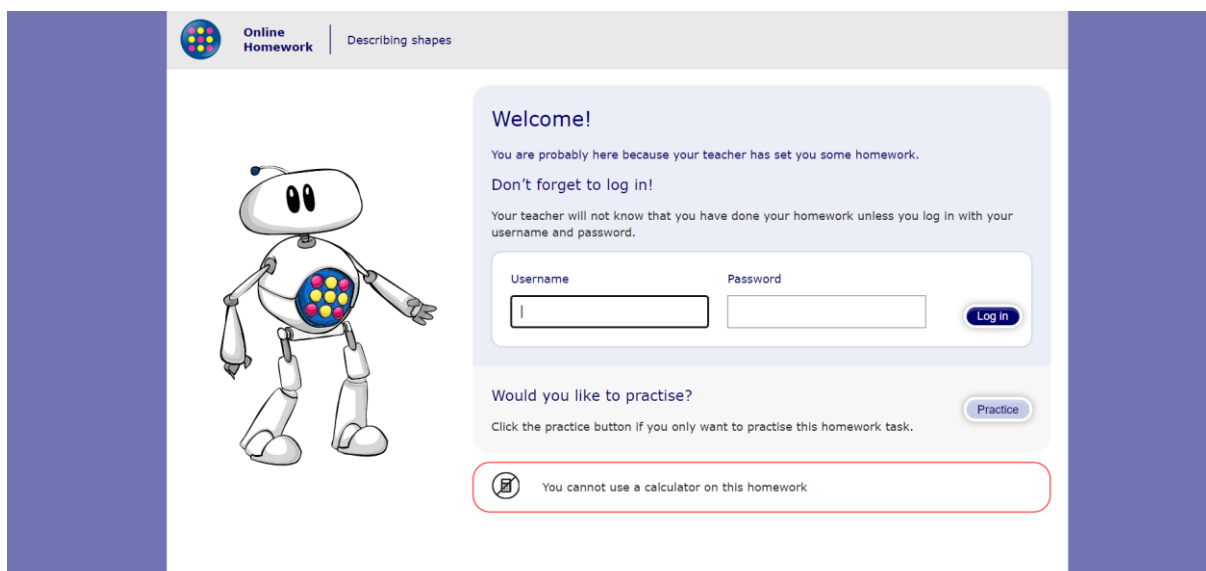 Online
Homework
Describing shapes
Welcome!
You are probably here because your teacher has set you some homework.
Don't forget to log in!
Your teacher will not know that you have done your homework unless you log in with your
username and password.
Username
Password
Log in
Would you like to practise?
Practice
Click the practice button if you only want to practise this homework task.
You cannot use a calculator on this homework